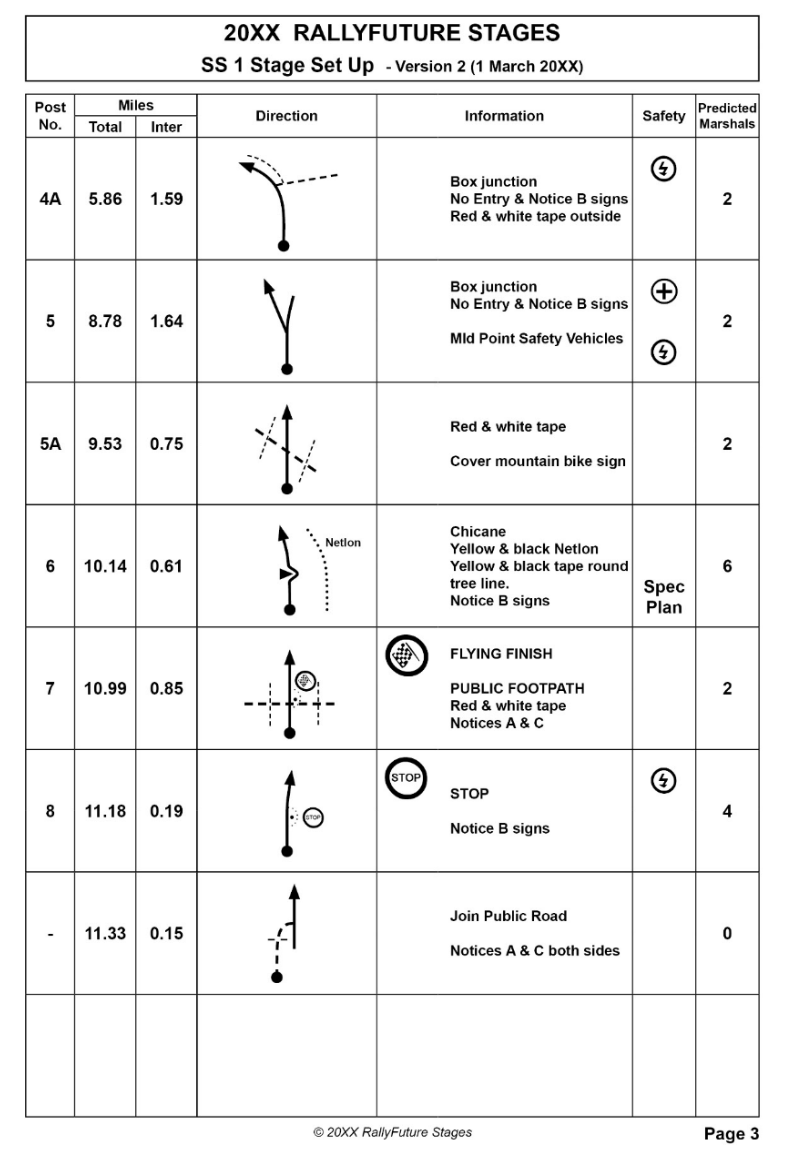 20XX RALLYFUTURE STAGES
SS 1 Stage Set Up - Version 2 (1 March 20XX)
Post No.
Miles
Total
Inter
Direction
Information
Safety
Predicted Marshals
4A
5.86
1.59
Box junction
No Entry & Notice B signs
Red & white tape outside
2
5
8.78
1.64
Box junction
No Entry & Notice B signs
MId Point Safety Vehicles
2
5A
9.53
0.75
Red & white tape
Cover mountain bike sign
2
6
10.14
0.61
Netlon
Chicane
Yellow & black Netlon
Yellow & black tape round
tree line.
Notice B signs
Spec
Plan
6
7
10.99
0.85
FLYING FINISH
PUBLIC FOOTPATH
Red & white tape
Notices A & C
2
8
11.18
0.19
STOP
STOP
STOP
Notice B signs
4
-
11.33
0.15
Join Public Road
Notices A & C both sides
0
© 20XX RallyFuture Stages
Page 3